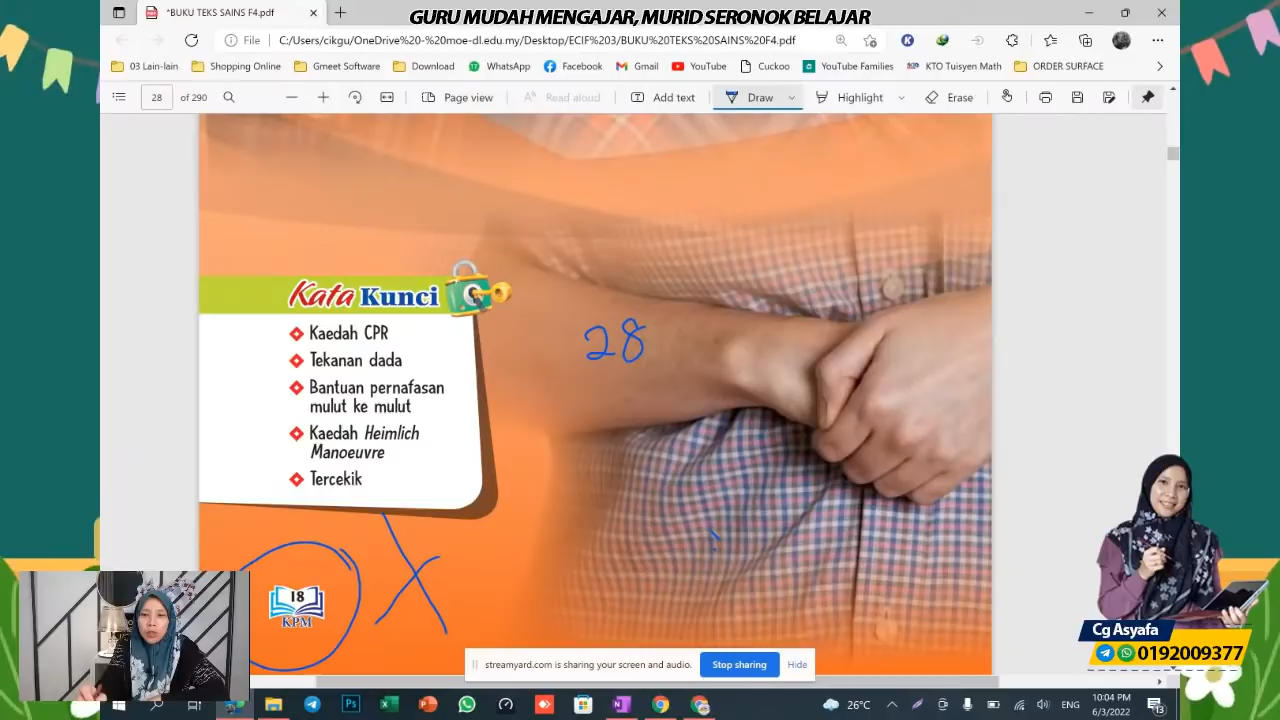 GURU MUDAH MENGAJAR, MURID SERONOK BELAJAR
*BUKU TEKS SAINS F4.pdf
File C:/Users/cikgu/OneDrive%20-%20moe-dl.edu.my/Desktop/ECIF%203/BUKU%20TEKS%20SAINS%20F4.pdf
03 Lain-lain Shopping Online Gmeet Software Download WhatsApp Facebook Gmail YouTube Cuckoo YouTube Families KTO Tuisyen Math ORDER SURFACE
28 of 290 Page view Read aloud Add text Draw Highlight Erase
Kata Kunci
Kaedah CPR
Tekanan dada
Bantuan pernafasan
mulut ke mulut
Kaedah Heimlich
Manoeuvre
Tercekik
28
X
18
KPM
Cg Asyafa
0192009377
streamyard.com is sharing your screen and audio. Stop sharing Hide
26°C ENG 10:04 PM
6/3/2022 13